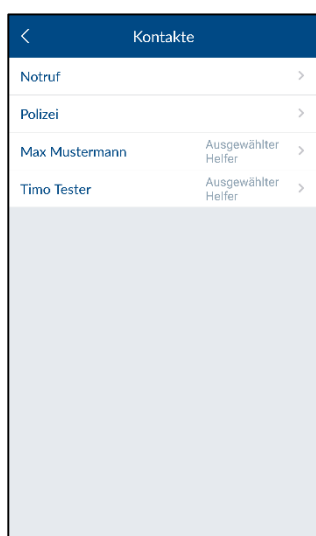 Kontakte
Notruf
Polizei
Max Mustermann
Ausgewählter
Helfer
Timo Tester
Ausgewählter
Helfer